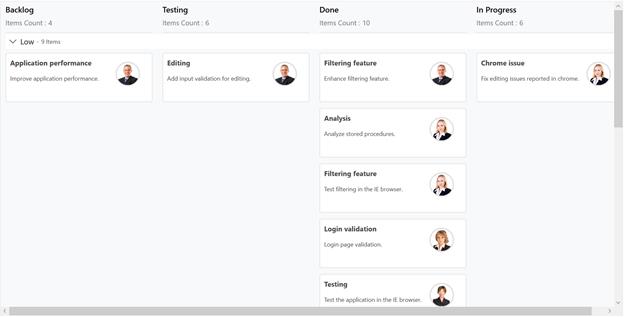 Backlog
Items Count : 4
Testing
Items Count : 6
Done
Items Count : 10
In Progress
Items Count : 6
Low - 9 Items
Application performance
Improve application performance.
Editing
Add input validation for editing.
Filtering feature
Enhance filtering feature.
Chrome issue
Fix editing issues reported in chrome.
Analysis
Analyze stored procedures.
Filtering feature
Test filtering in the IE browser.
Login validation
Login page validation.
Testing
Test the application in the IE browser.